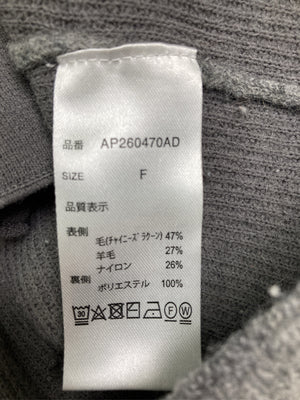 品番 AP260470AD
SIZE F
品質表示
表側
毛(チャイニーズラクーン) 47%
羊毛 27%
ナイロン 26%
裏側
ポリエステル 100%
30 F W